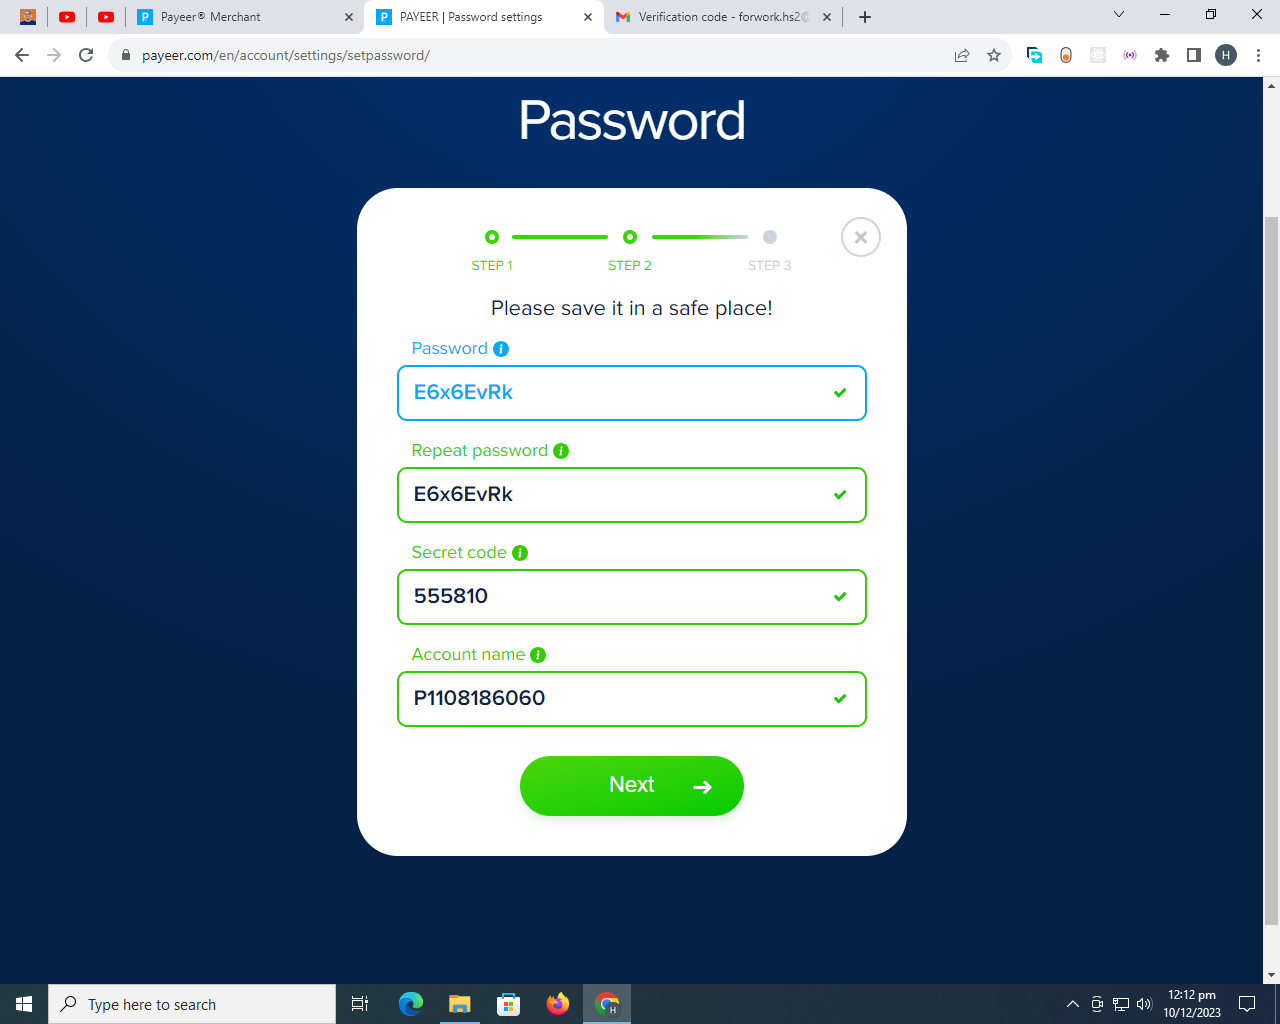 Payeer® Merchant
PAYEER | Password settings
Verification code - forwork.hs2@
payeer.com/en/account/settings/setpassword/
H
Password
STEP 1
STEP 2
STEP 3
Please save it in a safe place!
Password
E6x6EvRk
Repeat password
E6x6EvRk
Secret code
555810
Account name
P1108186060
Next
Type here to search
12:12 pm
10/12/2023